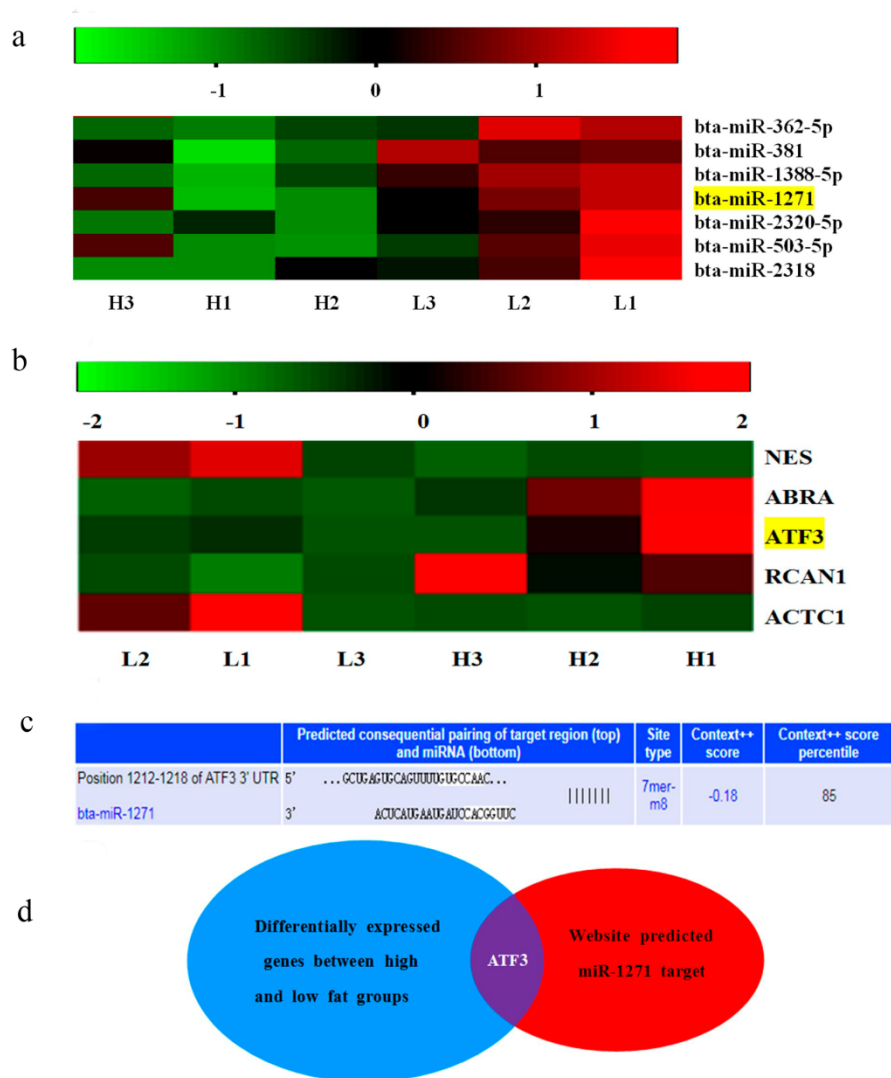 a
-1 0 1
bta-miR-362-5p
bta-miR-381
bta-miR-1388-5p
bta-miR-1271
bta-miR-2320-5p
bta-miR-503-5p
bta-miR-2318
H3 H1 H2 L3 L2 L1
b
-2 -1 0 1 2
NES
ABRA
ATF3
RCAN1
ACTC1
L2 L1 L3 H3 H2 H1
c
Predicted consequential pairing of target region (top)
and miRNA (bottom)
Site
type
Context++
score
Context++ score
percentile
Position 1212-1218 of ATF3 3' UTR 5' ...GCUGAGUGCAGUUUUGUGCCAAC...
bta-miR-1271 3' ACUCAUGAAUGAUCCACGGUUC
|||||||
7mer-
m8
-0.18
85
d
Differentially expressed
genes between high
and low fat groups
ATF3
Website predicted
miR-1271 target